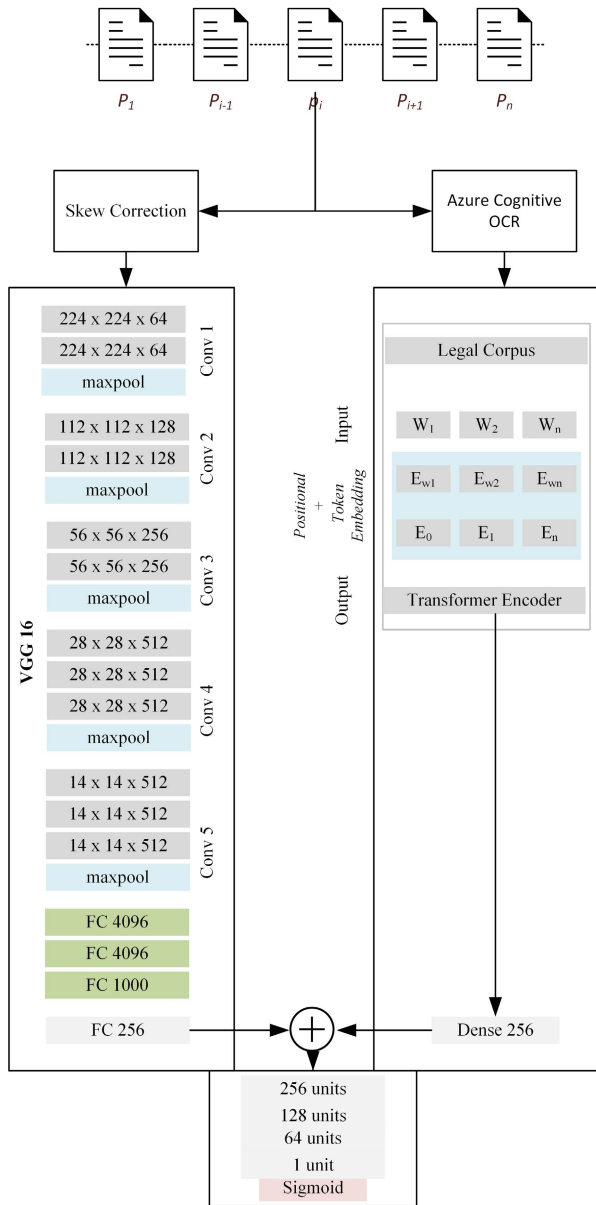 P1 Pi-1 pi Pi+1 Pn
Skew Correction
Azure Cognitive
OCR
VGG 16
224 x 224 x 64
224 x 224 x 64
maxpool
Conv 1
112 x 112 x 128
112 x 112 x 128
maxpool
Conv 2
56 x 56 x 256
56 x 56 x 256
maxpool
Conv 3
28 x 28 x 512
28 x 28 x 512
28 x 28 x 512
maxpool
Conv 4
14 x 14 x 512
14 x 14 x 512
14 x 14 x 512
maxpool
Conv 5
FC 4096
FC 4096
FC 1000
FC 256
Input
Positional
+
Token
Embedding
Output
Legal Corpus
W1 W2 Wn
Ew1 Ew2 Ewn
E0 E1 En
Transformer Encoder
Dense 256
256 units
128 units
64 units
1 unit
Sigmoid